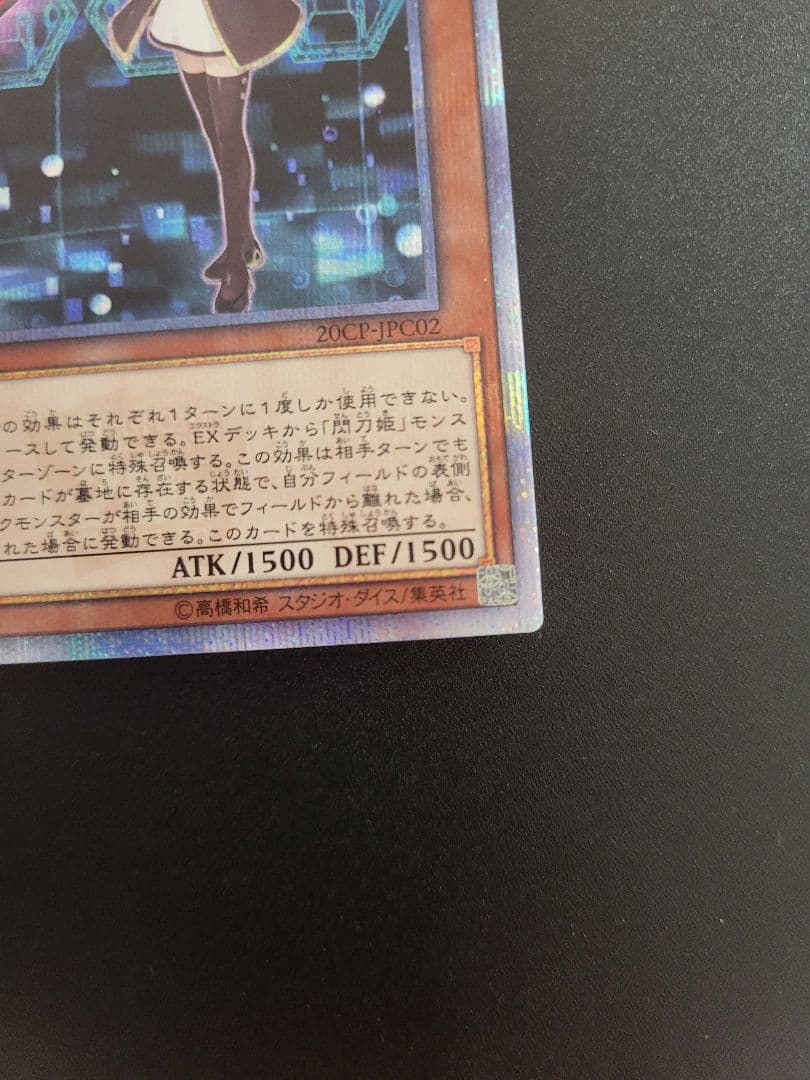 20CP-JPC02
の効果はそれぞれ1ターンに1度しか使用できない。
ースして発動できる。EXデッキから「閃刀姫」モンス
ターゾーンに特殊召喚する。この効果は相手ターンでも
カードが墓地に存在する状態で、自分フィールドの表側
クモンスターが相手の効果でフィールドから離れた場合、
れた場合に発動できる。このカードを特殊召喚する。
ATK/1500 DEF/1500
©高橋和希 スタジオ・ダイス/集英社